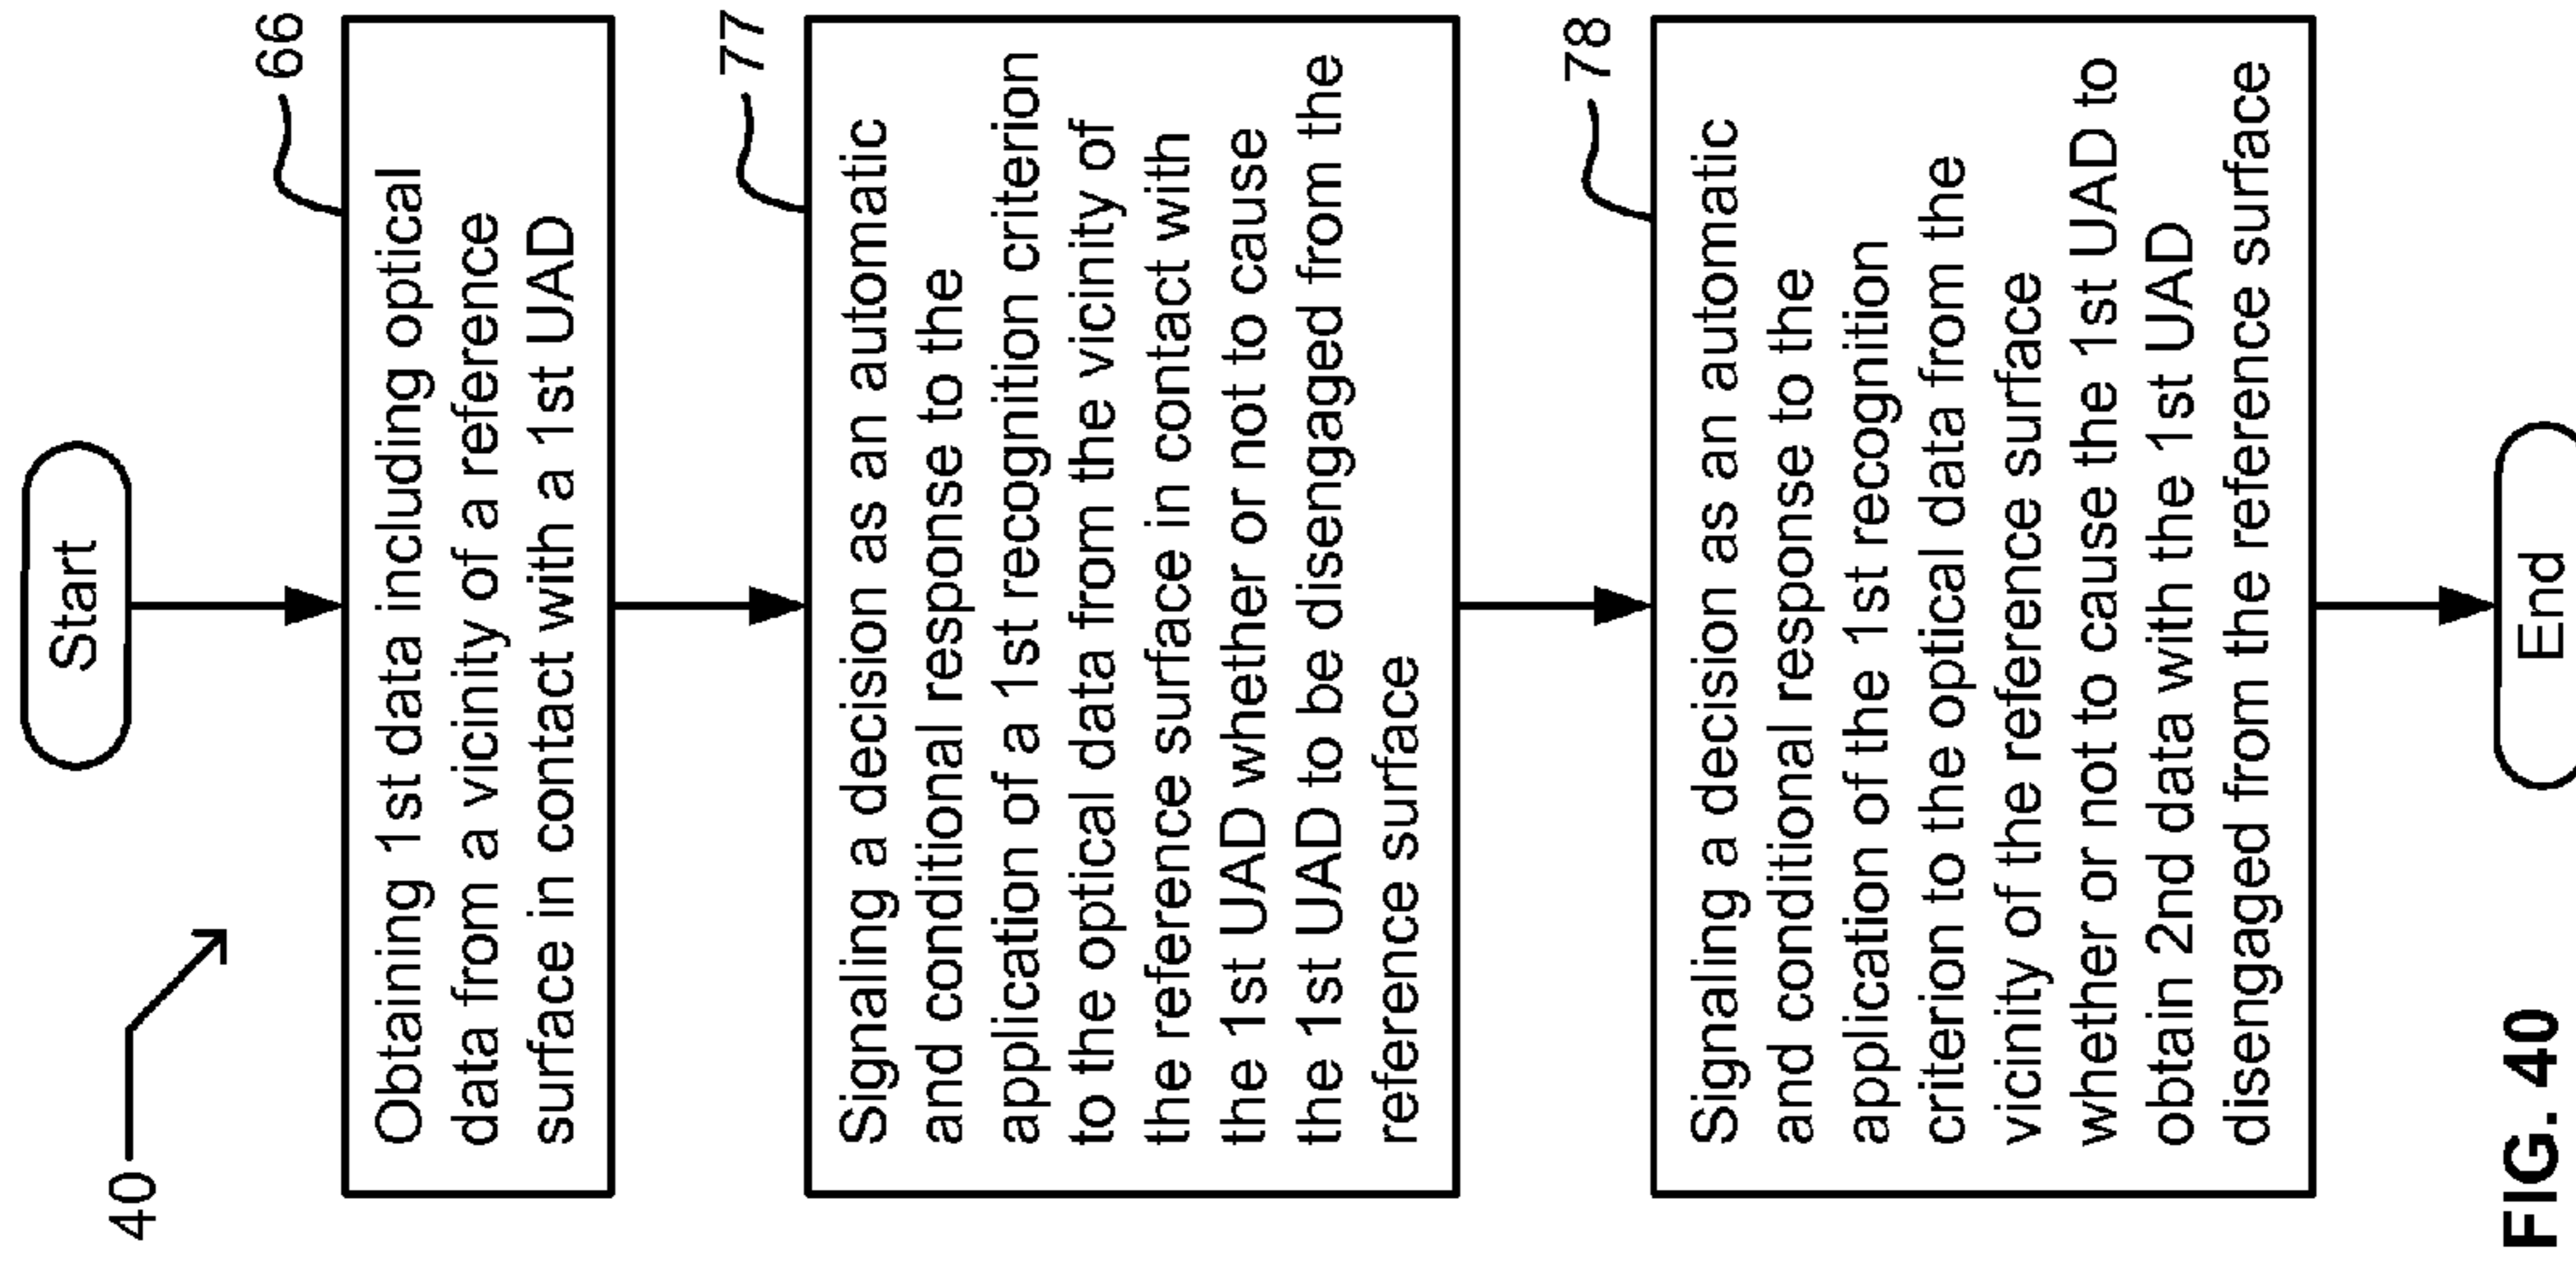 40
Start
66
Obtaining 1st data including optical
data from a vicinity of a reference
surface in contact with a 1st UAD
77
Signaling a decision as an automatic
and conditional response to the
application of a 1st recognition criterion
to the optical data from the vicinity of
the reference surface in contact with
the 1st UAD whether or not to cause
the 1st UAD to be disengaged from the
reference surface
78
Signaling a decision as an automatic
and conditional response to the
application of the 1st recognition
criterion to the optical data from the
vicinity of the reference surface
whether or not to cause the 1st UAD to
obtain 2nd data with the 1st UAD
disengaged from the reference surface
End
FIG. 40